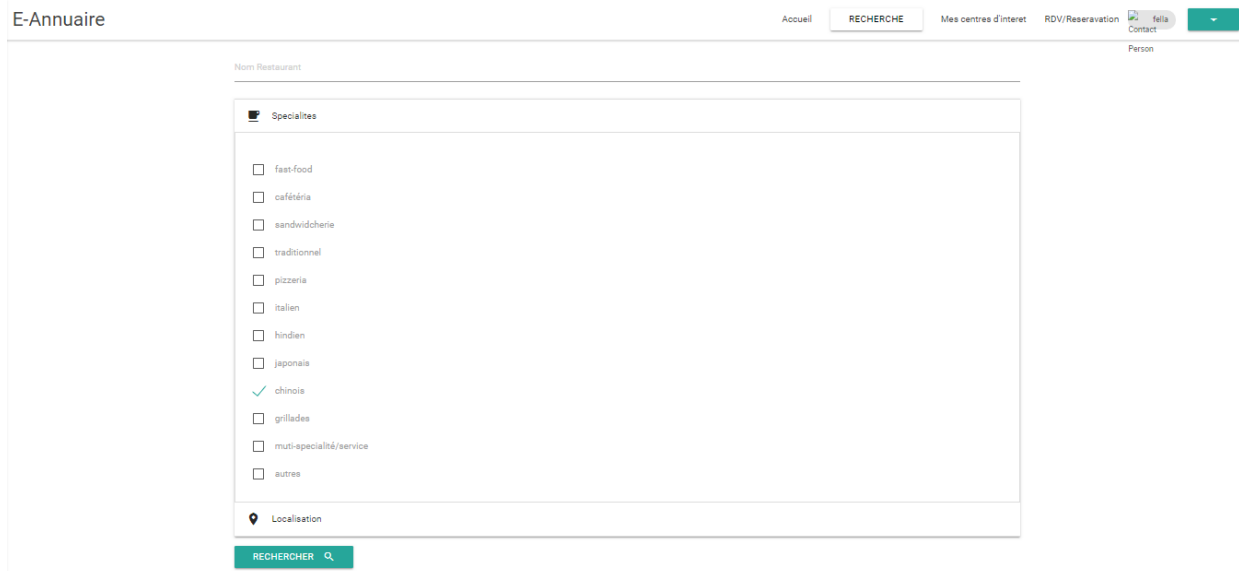 E-Annuaire
Accueil
RECHERCHE
Mes centres d'interet
RDV/Reseravation
Contact
Person
fella
Nom Restaurant
Specialites
fast-food
cafétéria
sandwidcherie
traditionnel
pizzeria
italien
hindien
japonais
chinois
grillades
muti-specialité/service
autres
Localisation
RECHERCHER